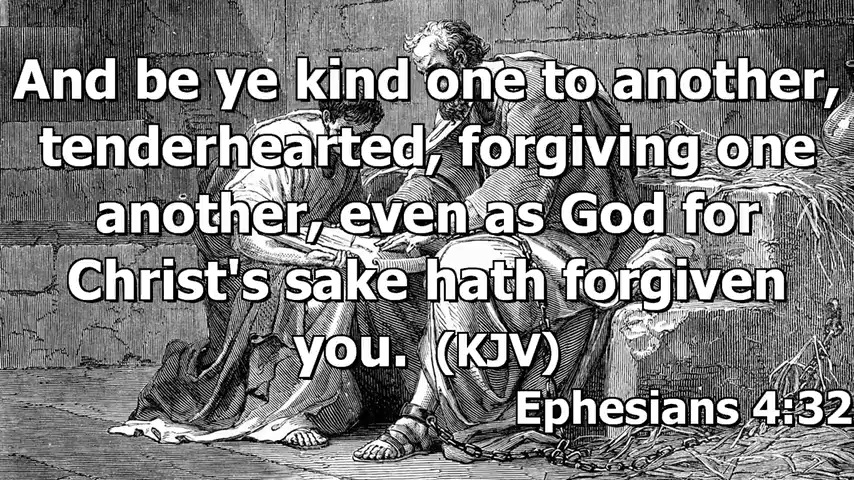 And be ye kind one to another,
tenderhearted, forgiving one
another, even as God for
Christ's sake hath forgiven
you. (KJV)
Ephesians 4:32